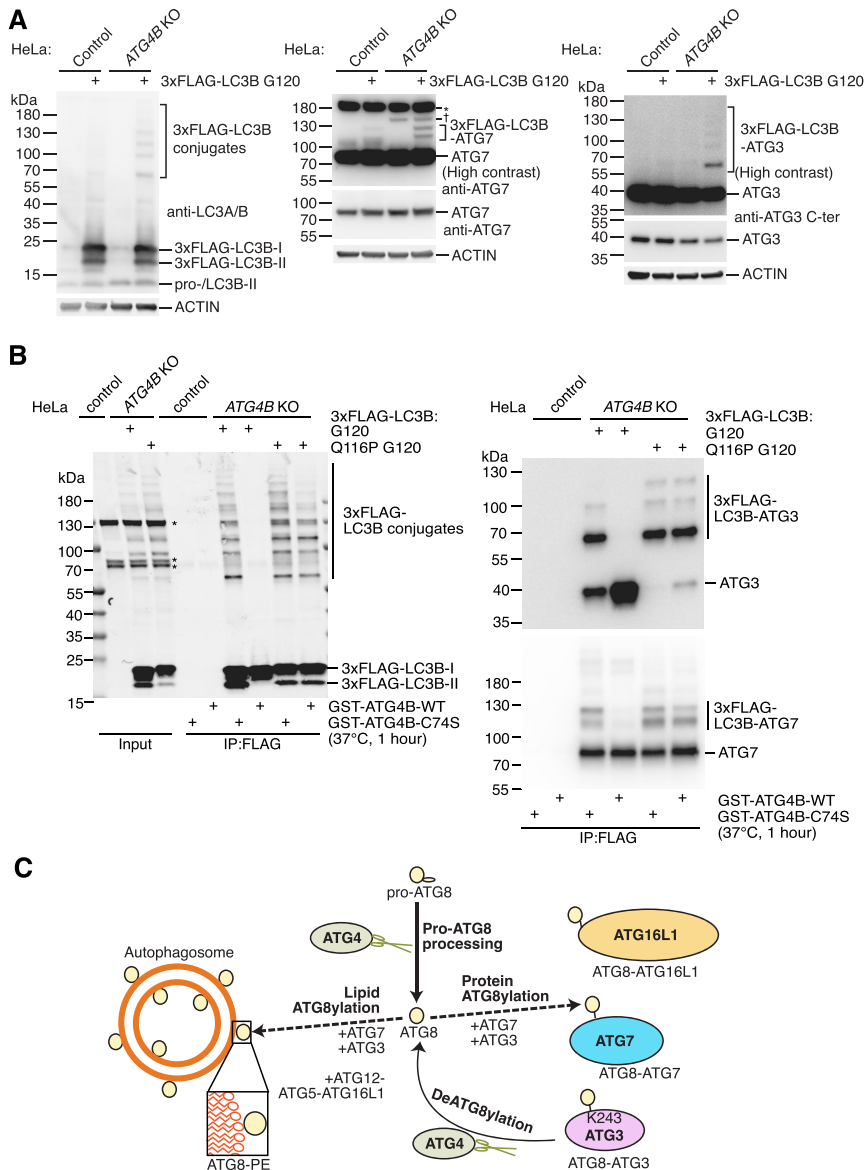 A
HeLa:
Control
ATG4B KO
+
+
3xFLAG-LC3B G120
kDa
180
130
100
70
55
40
35
25
15
3xFLAG-LC3B
conjugates
anti-LC3A/B
3xFLAG-LC3B-I
3xFLAG-LC3B-II
pro-/LC3B-II
ACTIN
HeLa:
Control
ATG4B KO
+
+
3xFLAG-LC3B G120
kDa
180
130
100
70
55
*
†
3xFLAG-LC3B
-ATG7
ATG7
(High contrast)
anti-ATG7
100
70
55
ATG7
anti-ATG7
ACTIN
HeLa:
Control
ATG4B KO
+
+
3xFLAG-LC3B G120
kDa
180
130
100
70
55
40
35
3xFLAG-LC3B
-ATG3
(High contrast)
ATG3
anti-ATG3 C-ter
55
40
35
ATG3
ACTIN
B
HeLa
control
ATG4B KO
control
ATG4B KO
3xFLAG-LC3B:
+
+
+
G120
+
+
+
Q116P G120
kDa
180
130
100
70
55
40
35
25
15
*
*
*
3xFLAG-
LC3B conjugates
3xFLAG-LC3B-I
3xFLAG-LC3B-II
+
+
+
GST-ATG4B-WT
+
+
+
GST-ATG4B-C74S
Input
IP:FLAG
(37°C, 1 hour)
HeLa
control
ATG4B KO
3xFLAG-LC3B:
+
+
G120
+
+
Q116P G120
kDa
130
100
70
55
40
35
3xFLAG-
LC3B-ATG3
ATG3
180
130
100
70
55
3xFLAG-
LC3B-ATG7
ATG7
+
+
+
GST-ATG4B-WT
+
+
+
GST-ATG4B-C74S
IP:FLAG
(37°C, 1 hour)
C
pro-ATG8
ATG4
Pro-ATG8
processing
Autophagosome
Lipid
ATG8ylation
+ATG7
+ATG3
+ATG12-
ATG5-ATG16L1
ATG8
Protein
ATG8ylation
+ATG7
+ATG3
ATG16L1
ATG8-ATG16L1
ATG7
ATG8-ATG7
DeATG8ylation
ATG4
K243
ATG3
ATG8-ATG3
ATG8-PE